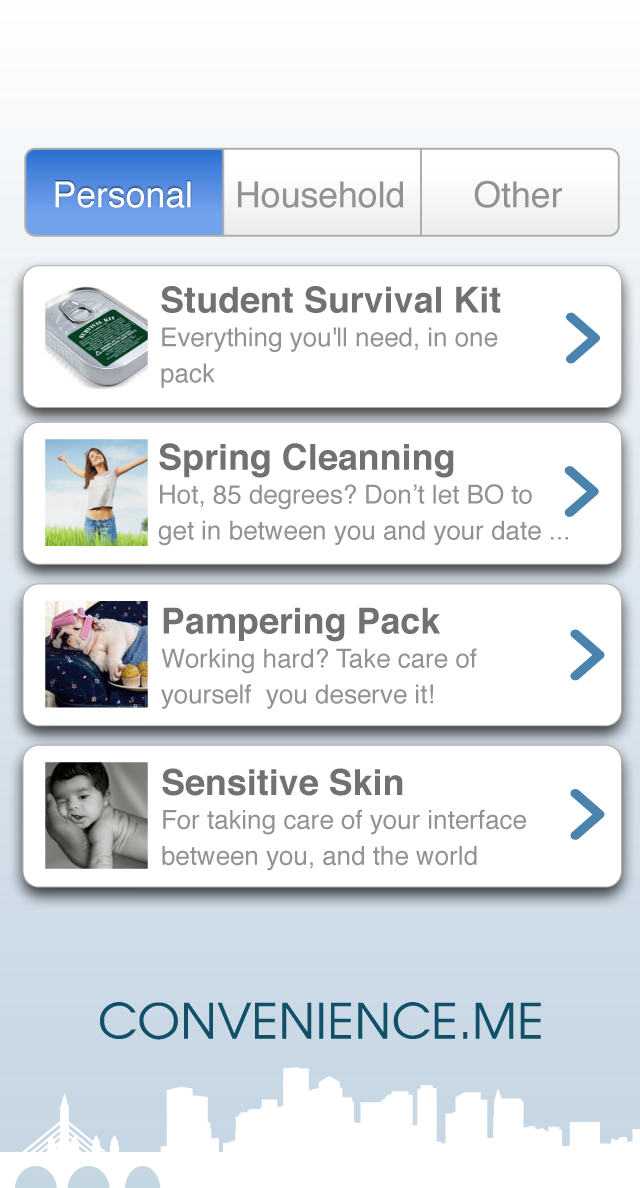 Personal Household Other
Student Survival Kit
SURVIVAL KIT
Everything you'll need, in one
pack
Spring Cleanning
Hot, 85 degrees? Don’t let BO to
get in between you and your date ...
Pampering Pack
Working hard? Take care of
yourself  you deserve it!
Sensitive Skin
For taking care of your interface
between you, and the world
CONVENIENCE.ME